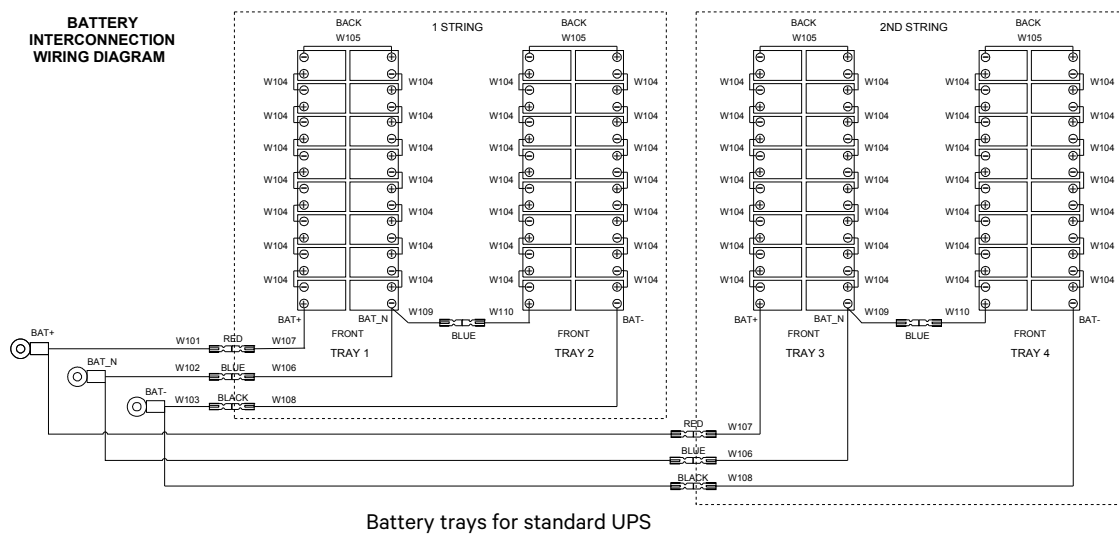 BATTERY
INTERCONNECTION
WIRING DIAGRAM
1 STRING
2ND STRING
BACK BACK BACK BACK
W105 W105 W105 W105
W104 W104 W104 W104 W104 W104 W104 W104
W104 W104 W104 W104 W104 W104 W104 W104
W104 W104 W104 W104 W104 W104 W104 W104
W104 W104 W104 W104 W104 W104 W104 W104
W104 W104 W104 W104 W104 W104 W104 W104
W104 W104 W104 W104 W104 W104 W104 W104
W104 W104 W104 W104 W104 W104 W104 W104
W109 W110 W109 W110
BAT+ BAT_N BAT- BAT+ BAT_N BAT-
FRONT BLUE FRONT FRONT BLUE FRONT
TRAY 1 TRAY 2 TRAY 3 TRAY 4
BAT+ W101 RED W107
BAT_N W102 BLUE W106
BAT- W103 BLACK W108
RED W107
BLUE W106
BLACK W108
Battery trays for standard UPS